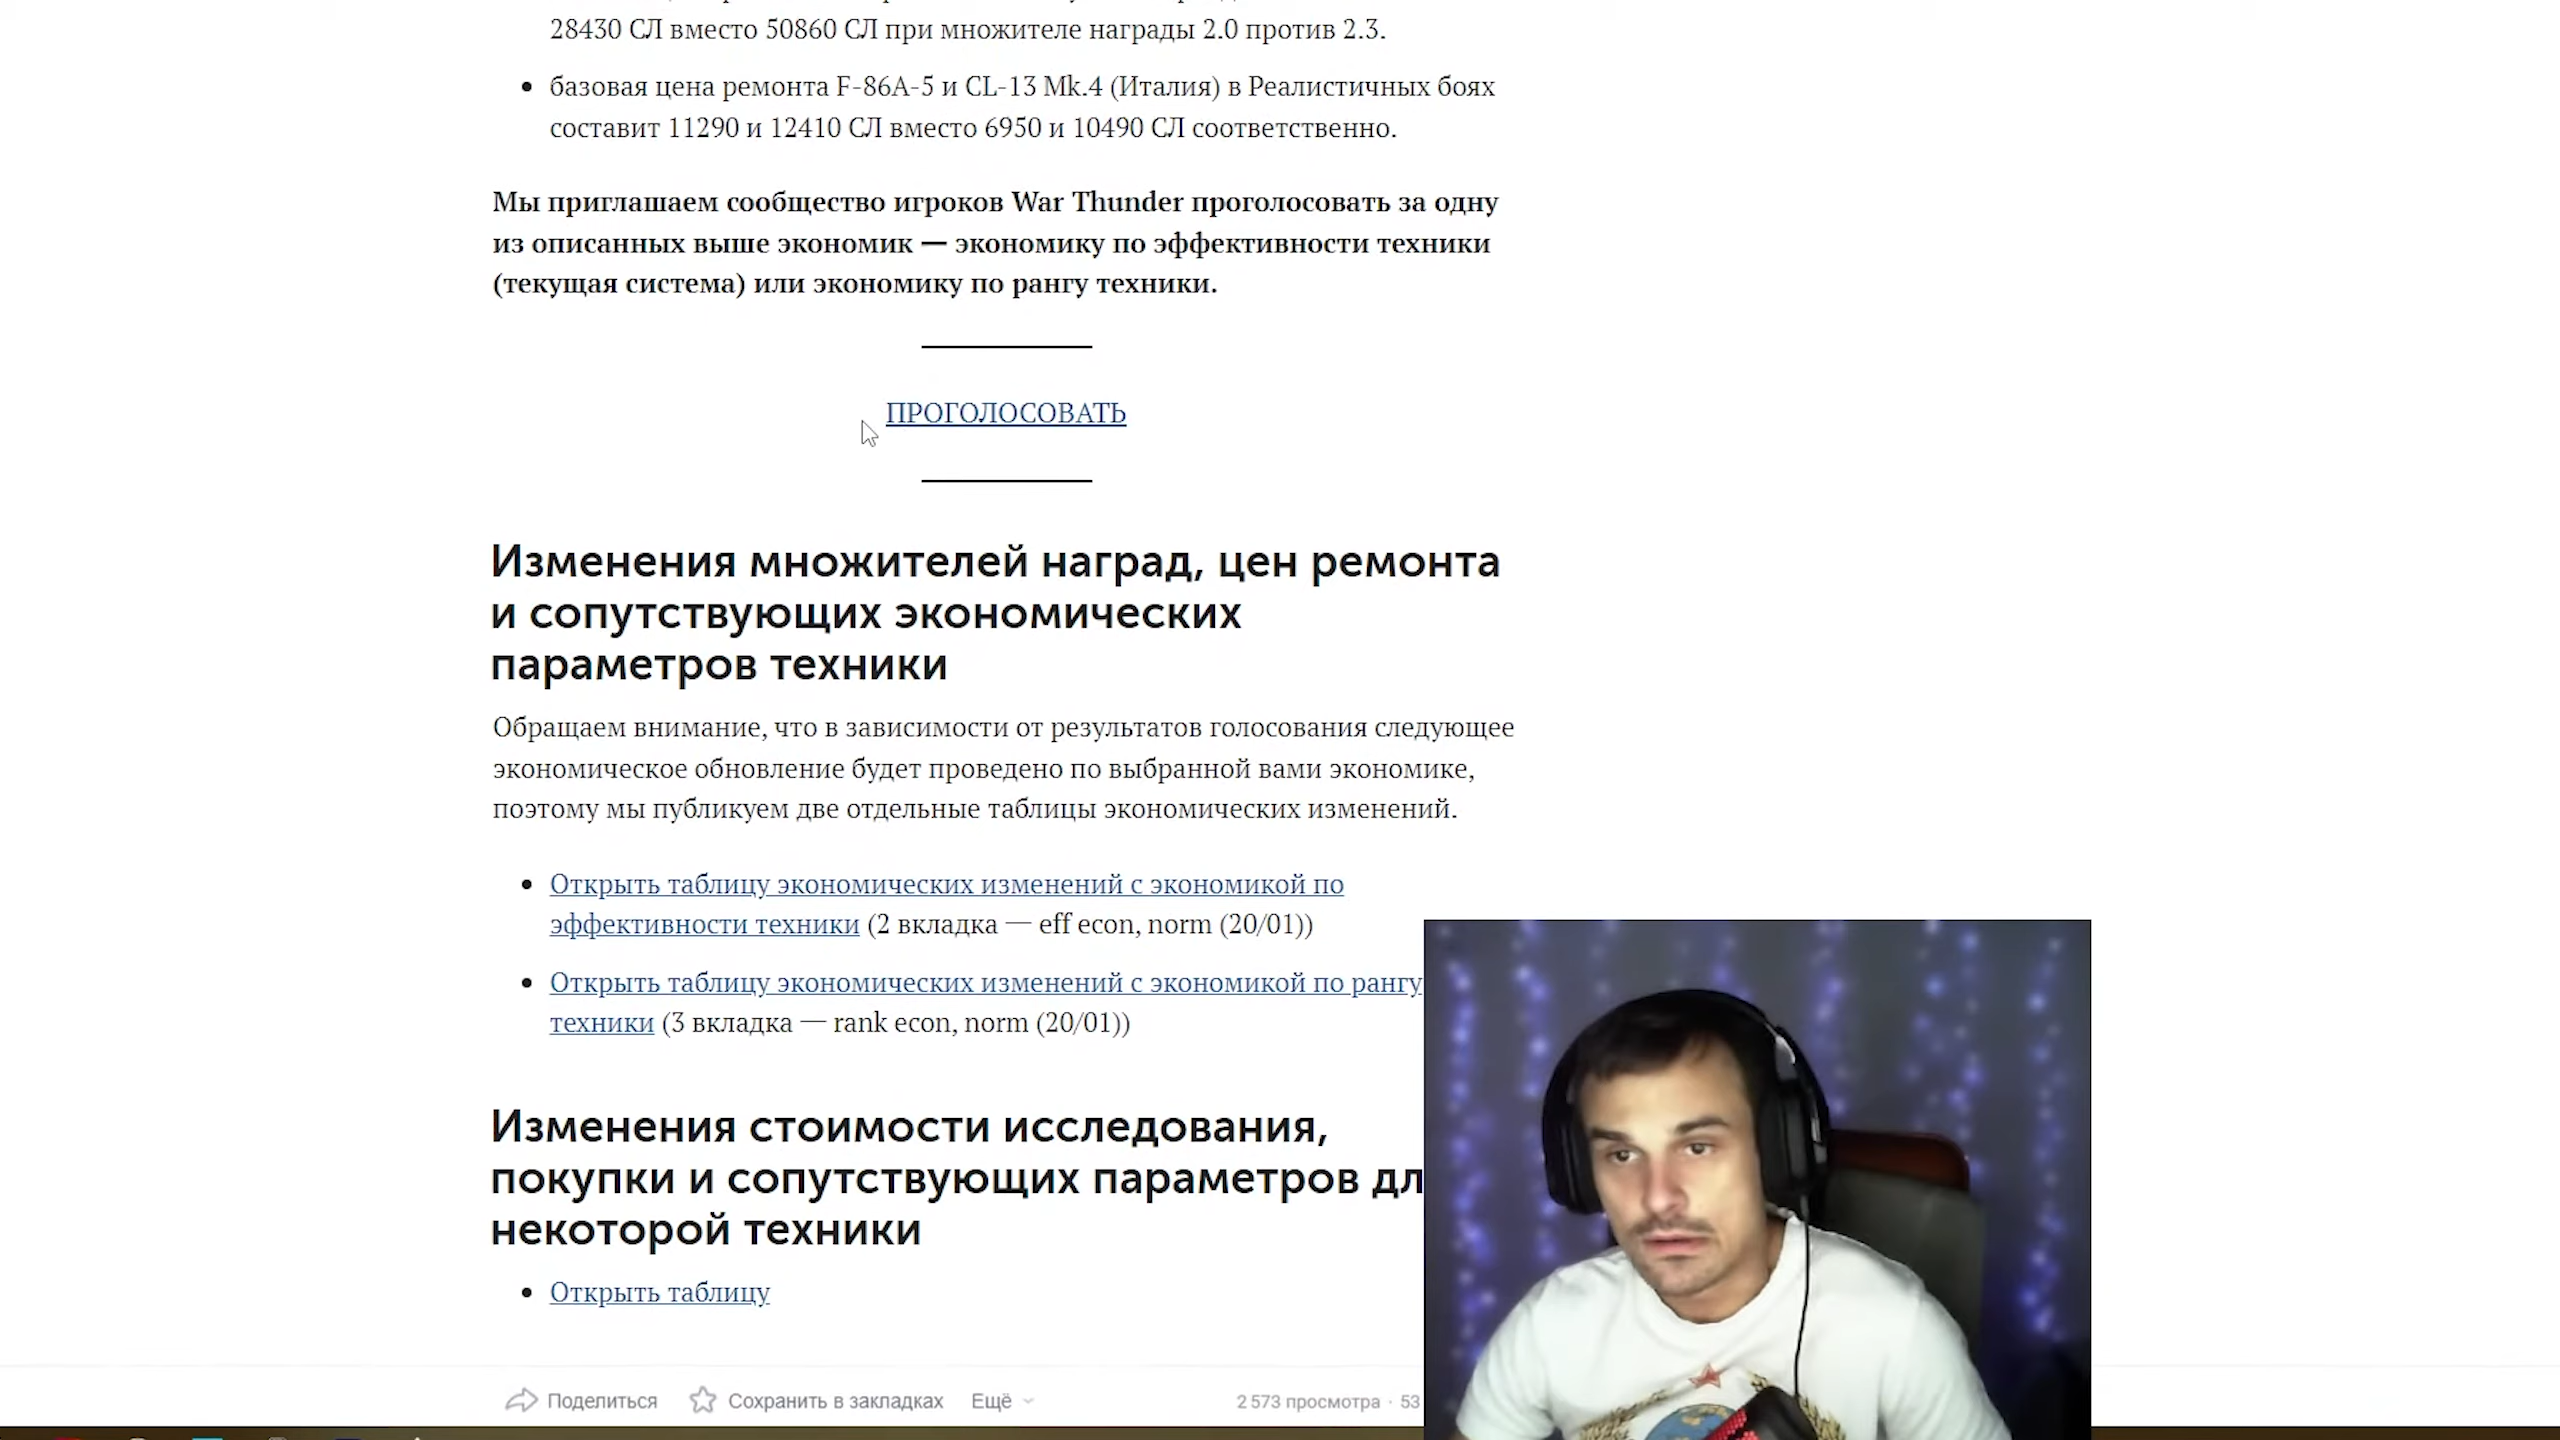 28430 СЛ вместо 50860 СЛ при множителе награды 2.0 против 2.3.
• базовая цена ремонта F-86A-5 и CL-13 Mk.4 (Италия) в Реалистичных боях
составит 11290 и 12410 СЛ вместо 6950 и 10490 СЛ соответственно.
Мы приглашаем сообщество игроков War Thunder проголосовать за одну
из описанных выше экономик — экономику по эффективности техники
(текущая система) или экономику по рангу техники.
ПРОГОЛОСОВАТЬ
Изменения множителей наград, цен ремонта
и сопутствующих экономических
параметров техники
Обращаем внимание, что в зависимости от результатов голосования следующее
экономическое обновление будет проведено по выбранной вами экономике,
поэтому мы публикуем две отдельные таблицы экономических изменений.
• Открыть таблицу экономических изменений с экономикой по
эффективности техники (2 вкладка — eff econ, norm (20/01))
• Открыть таблицу экономических изменений с экономикой по рангу
техники (3 вкладка — rank econ, norm (20/01))
Изменения стоимости исследования,
покупки и сопутствующих параметров дл
некоторой техники
• Открыть таблицу
Поделиться Сохранить в закладках Ещё 2 573 просмотра · 53